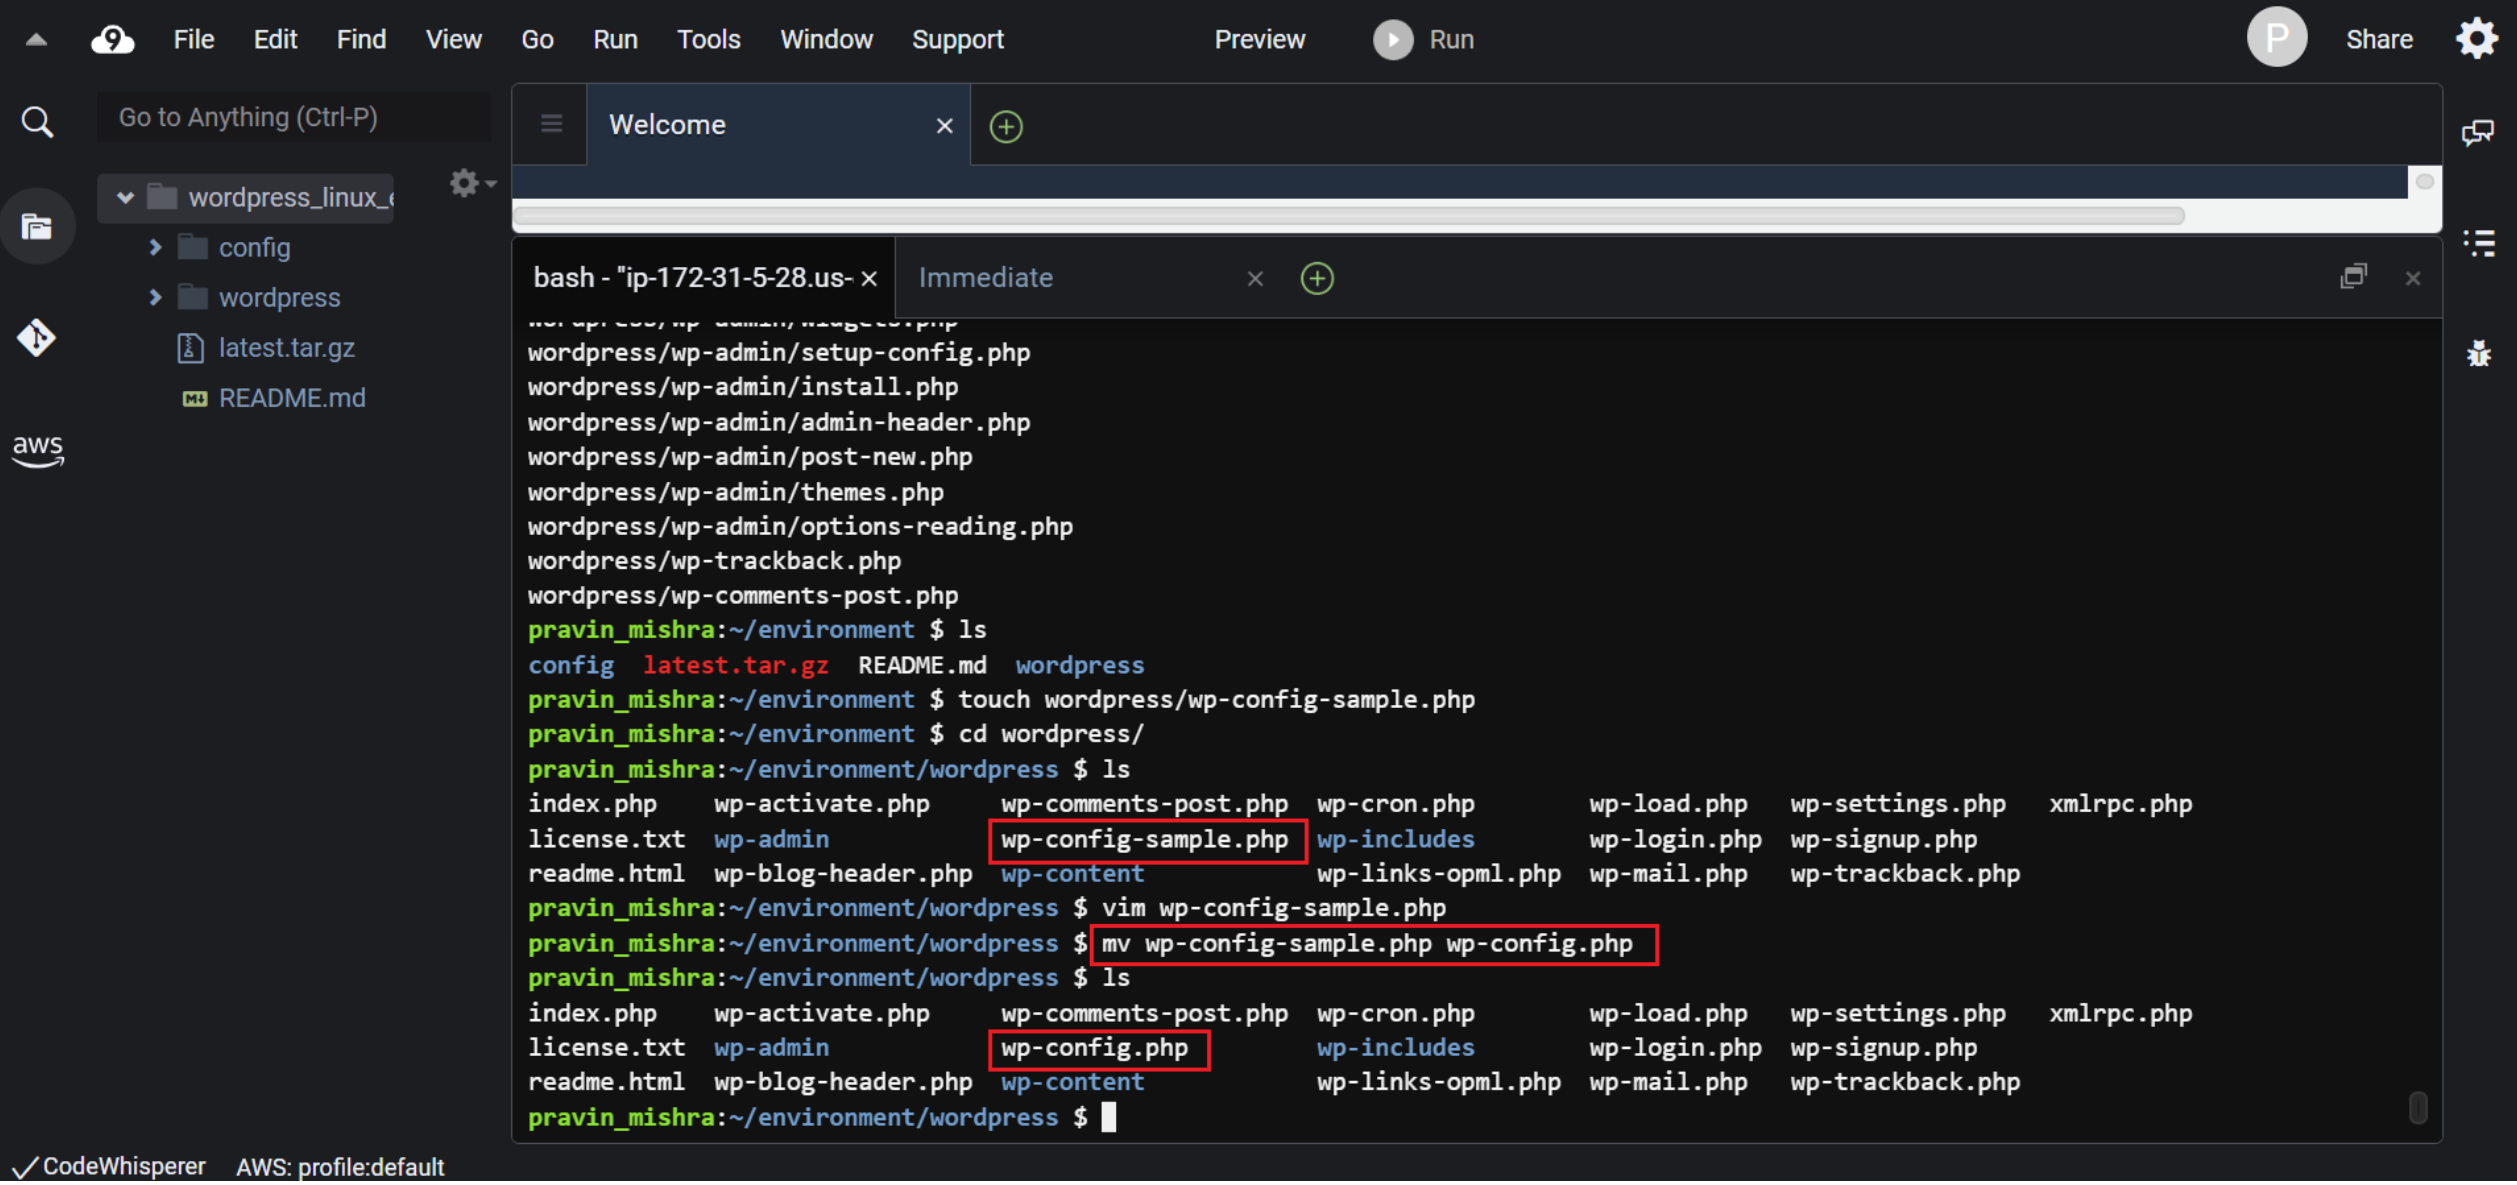 9 File Edit Find View Go Run Tools Window Support Preview Run P Share
Go to Anything (Ctrl-P)
Welcome
wordpress_linux_e
config
wordpress
latest.tar.gz
README.md
aws
bash - "ip-172-31-5-28.us- Immediate
wordpress/wp-admin/widgets.php
wordpress/wp-admin/setup-config.php
wordpress/wp-admin/install.php
wordpress/wp-admin/admin-header.php
wordpress/wp-admin/post-new.php
wordpress/wp-admin/themes.php
wordpress/wp-admin/options-reading.php
wordpress/wp-trackback.php
wordpress/wp-comments-post.php
pravin_mishra:~/environment $ ls
config latest.tar.gz README.md wordpress
pravin_mishra:~/environment $ touch wordpress/wp-config-sample.php
pravin_mishra:~/environment $ cd wordpress/
pravin_mishra:~/environment/wordpress $ ls
index.php wp-activate.php wp-comments-post.php wp-cron.php wp-load.php wp-settings.php xmlrpc.php
license.txt wp-admin wp-config-sample.php wp-includes wp-login.php wp-signup.php
readme.html wp-blog-header.php wp-content wp-links-opml.php wp-mail.php wp-trackback.php
pravin_mishra:~/environment/wordpress $ vim wp-config-sample.php
pravin_mishra:~/environment/wordpress $ mv wp-config-sample.php wp-config.php
pravin_mishra:~/environment/wordpress $ ls
index.php wp-activate.php wp-comments-post.php wp-cron.php wp-load.php wp-settings.php xmlrpc.php
license.txt wp-admin wp-config.php wp-includes wp-login.php wp-signup.php
readme.html wp-blog-header.php wp-content wp-links-opml.php wp-mail.php wp-trackback.php
pravin_mishra:~/environment/wordpress $
CodeWhisperer AWS: profile:default